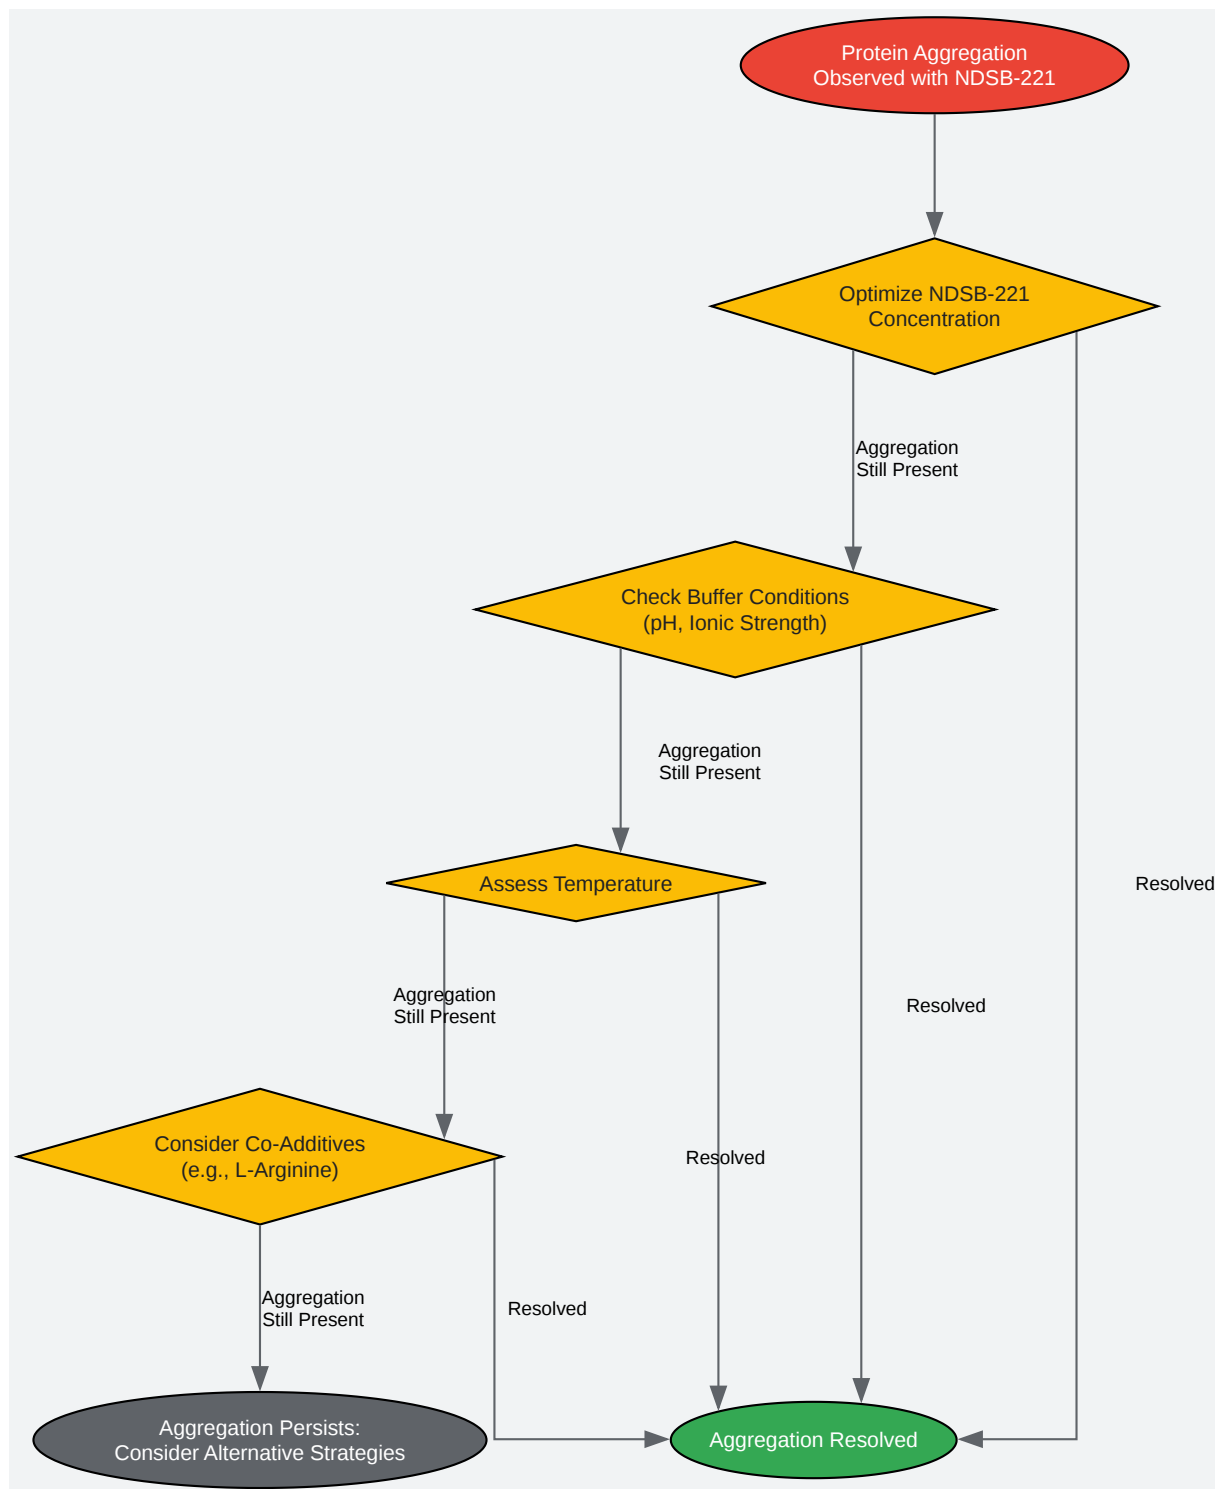 Protein Aggregation
Observed with NDSB-221
Optimize NDSB-221
Concentration
Aggregation
Still Present
Check Buffer Conditions
(pH, Ionic Strength)
Aggregation
Still Present
Assess Temperature
Resolved
Aggregation
Still Present
Resolved
Consider Co-Additives
(e.g., L-Arginine)
Resolved
Aggregation
Still Present
Resolved
Aggregation Persists:
Consider Alternative Strategies
Aggregation Resolved